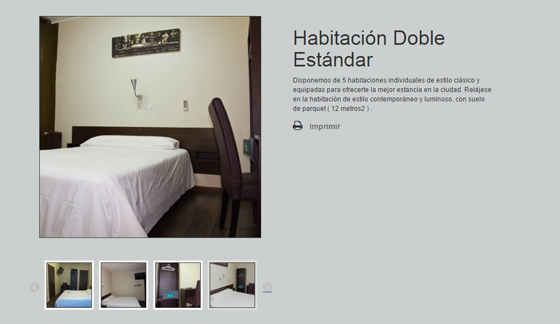 Habitación Doble
Estándar
Disponemos de 5 habitaciones individuales de estilo clásico y
equipadas para ofrecerte la mejor estancia en la ciudad. Relájese
en la habitación de estilo contemporáneo y luminoso, con suelo
de parquet ( 12 metros2 ) .
Imprimir